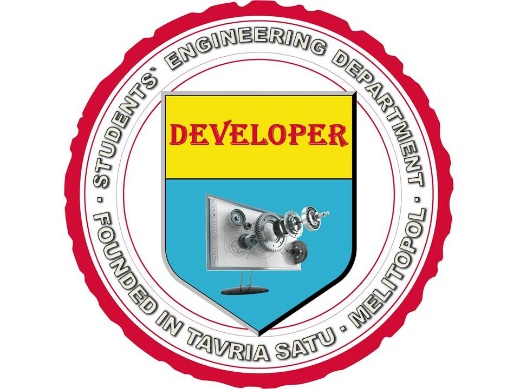 · STUDENTS` ENGINEERING DEPARTMENT ·
FOUNDED IN TAVRIA SATU · MELITOPOL
DEVELOPER